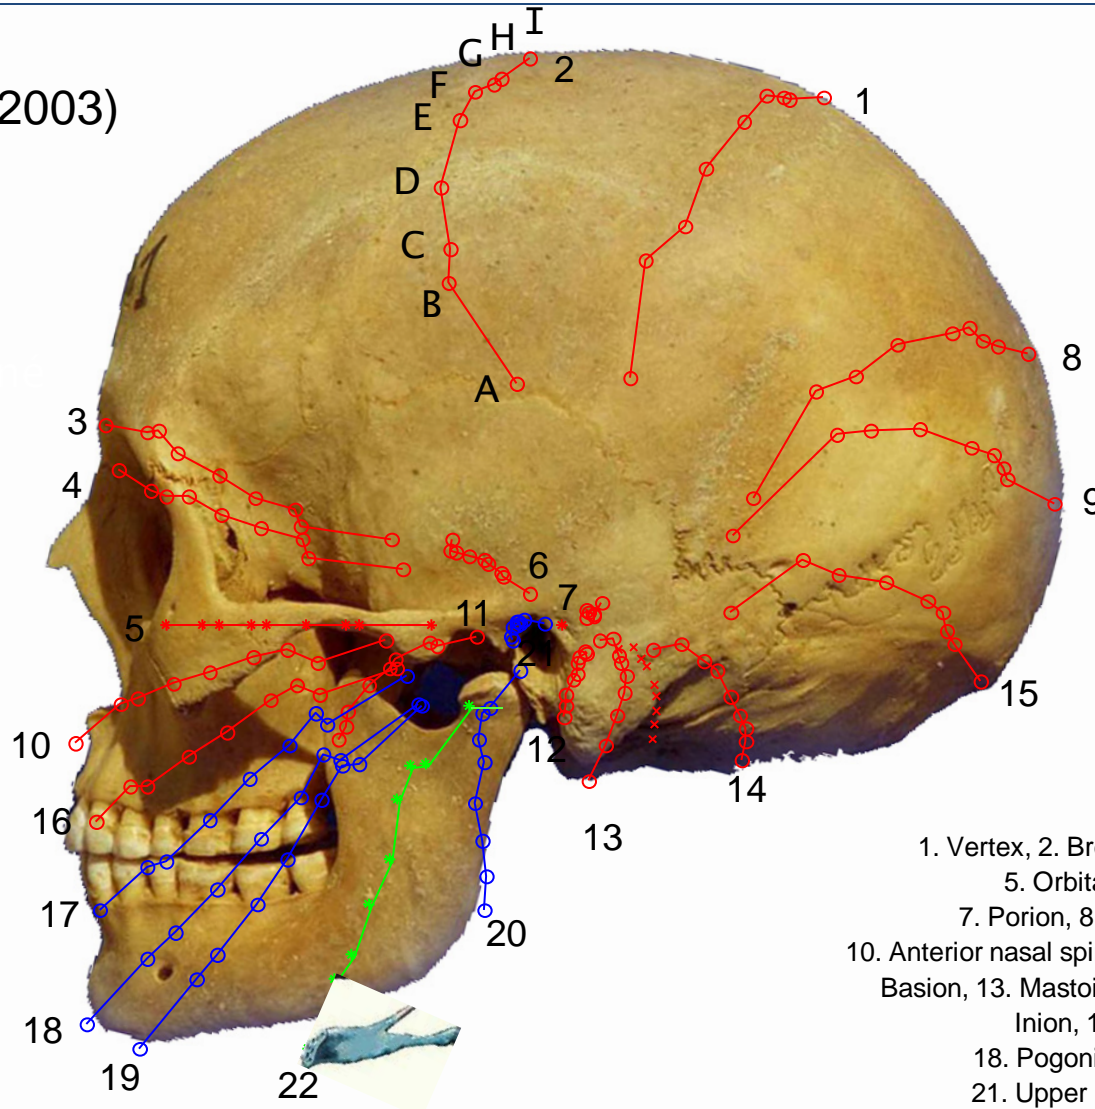 I
H
G
2
F
1
2003)
E
D
C
B
8
A
3
4
9
6
7
11
5
21
15
10
12
14
16
13
1. Vertex, 2. Br
5. Orbita
17
7. Porion, 8
20
10. Anterior nasal spi
Basion, 13. Mastoi
18
Inion, 1
18. Pogoni
19
22
21. Upper